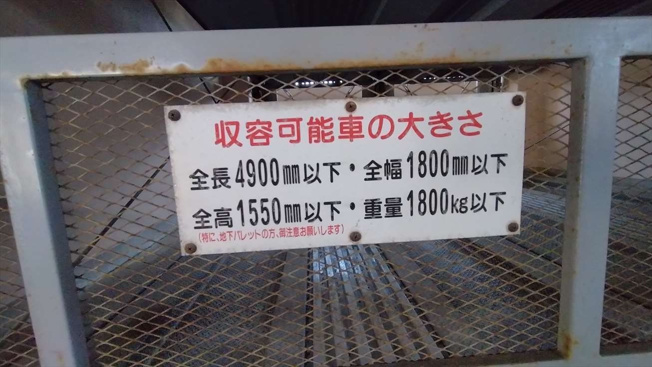 収容可能車の大きさ
全長4900mm以下・全幅1800mm以下
全高1550mm以下・重量1800kg以下
(特に、地下パレットの方、御注意お願いします)